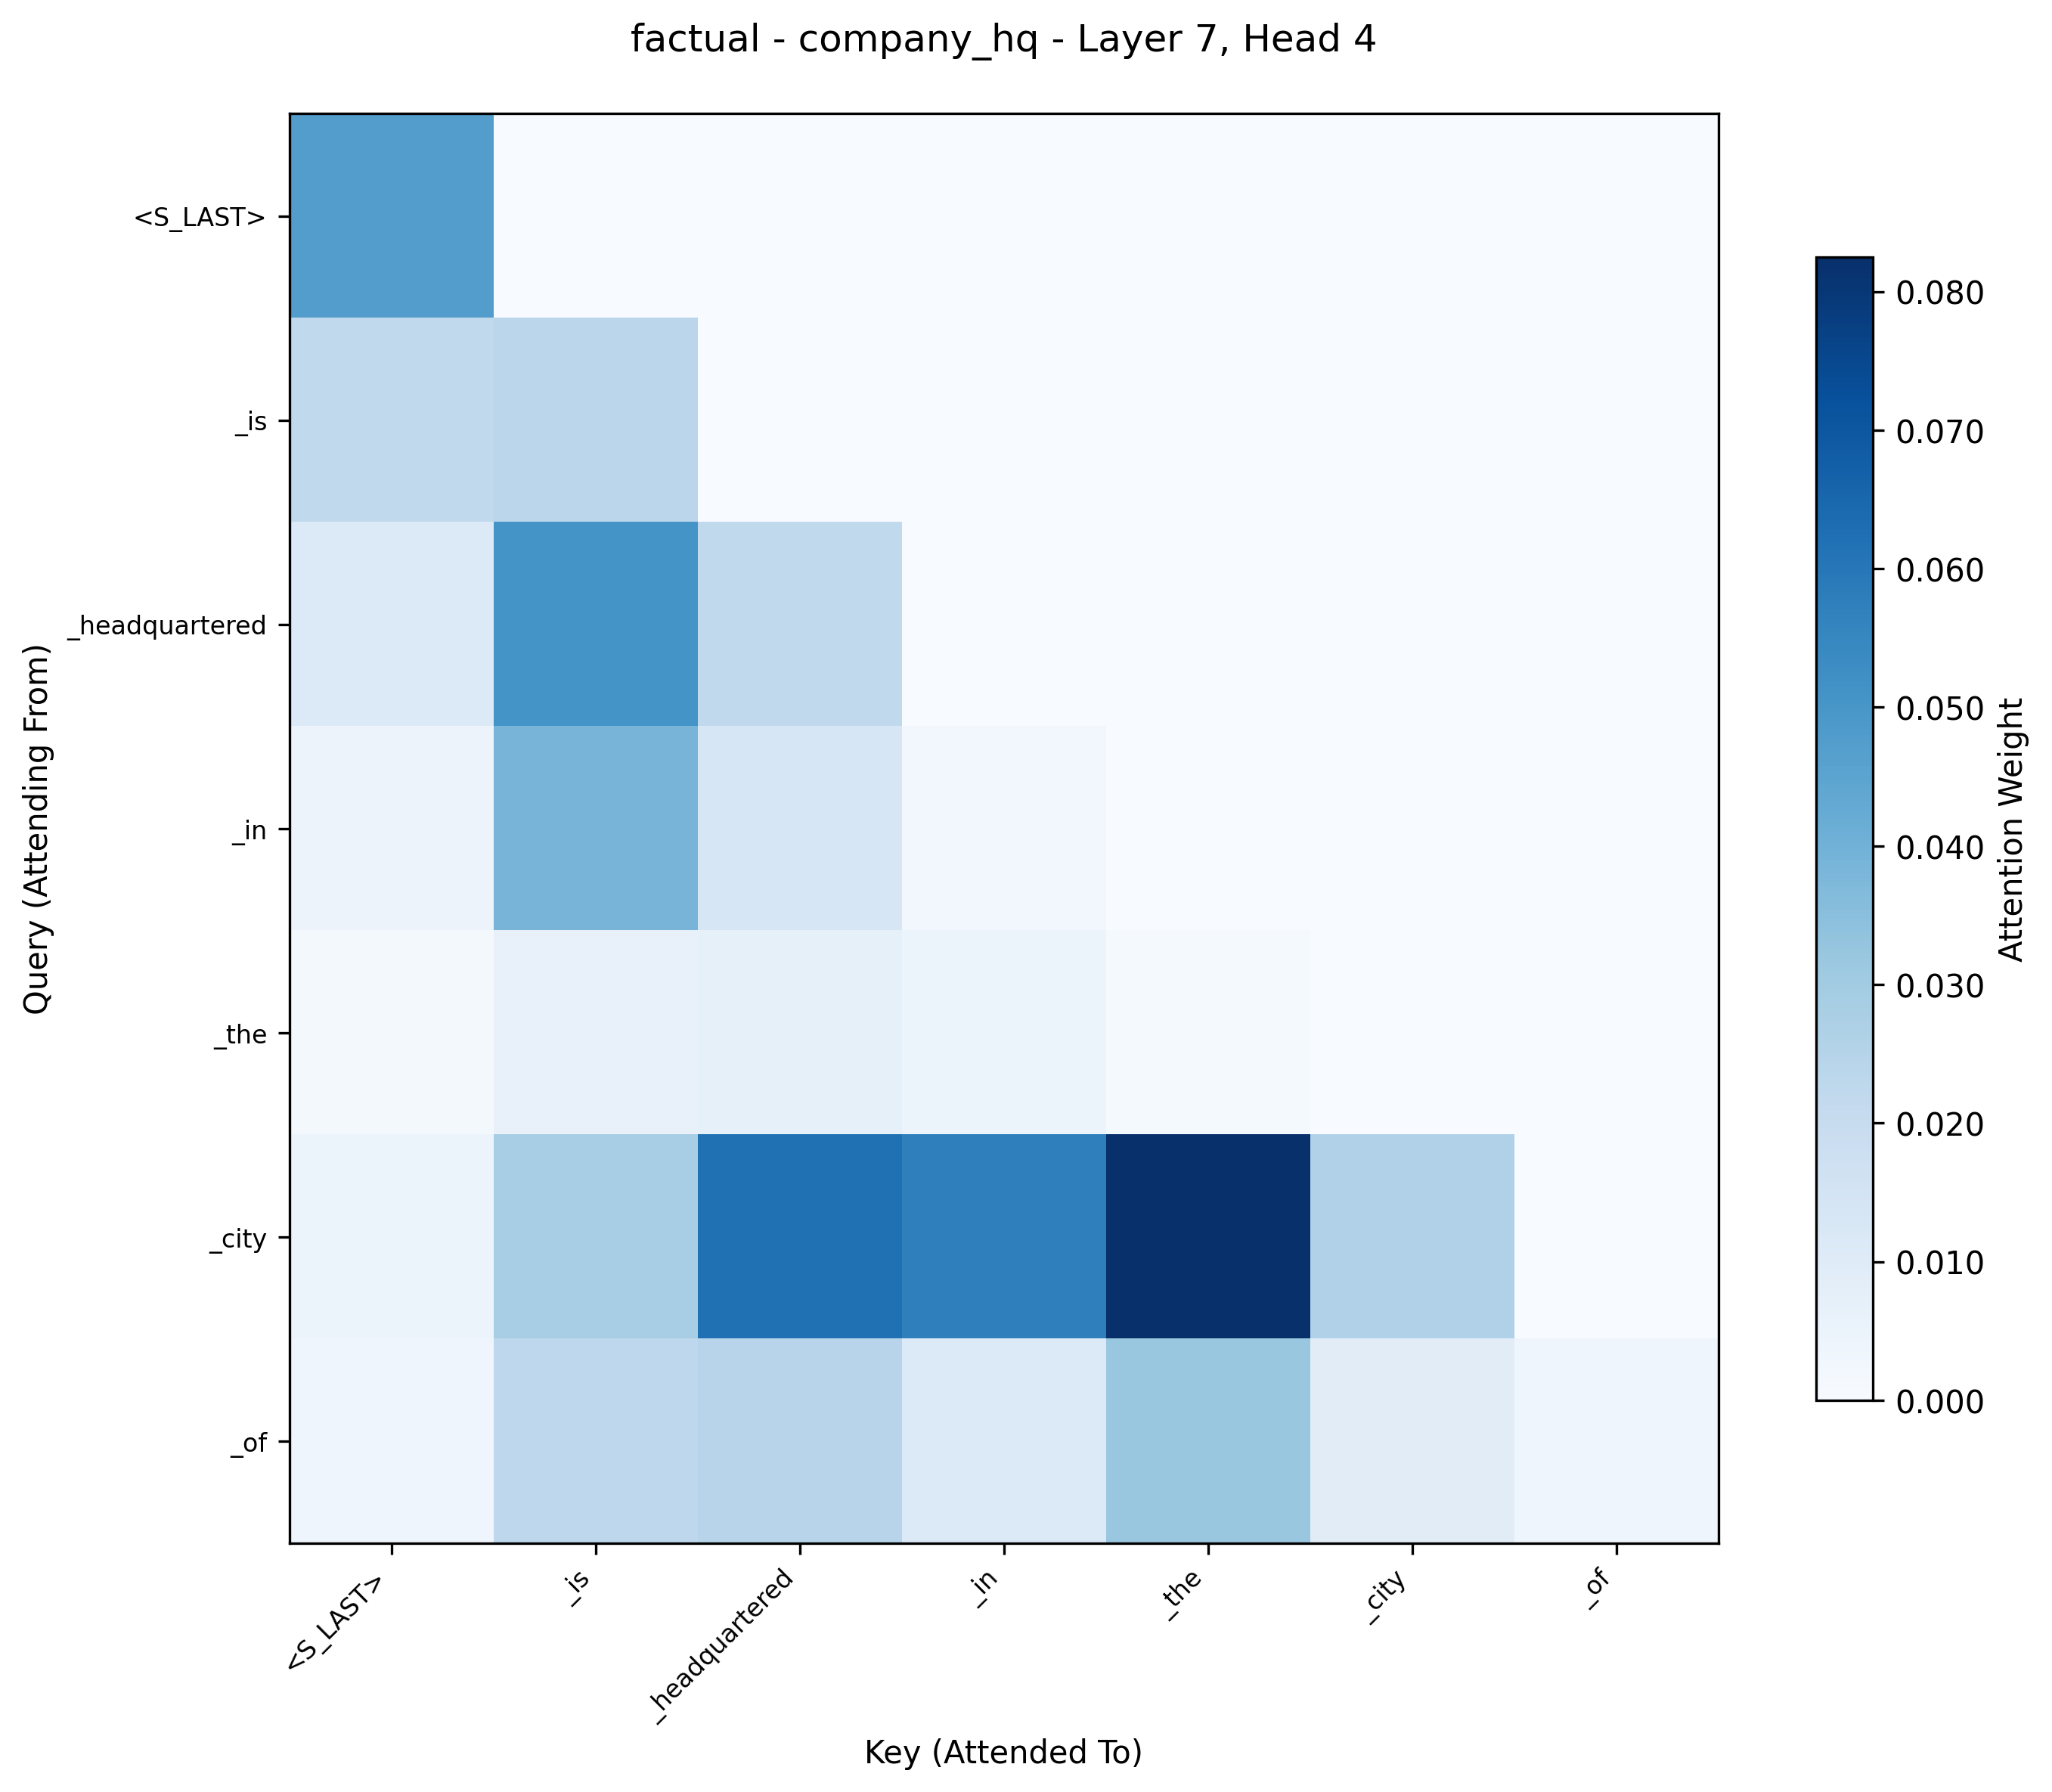 factual - company_hq - Layer 7, Head 4
Query (Attending From)
<S_LAST>
_is
_headquartered
_in
_the
_city
_of
<S_LAST>
_is
_headquartered
_in
_the
_city
_of
Key (Attended To)
0.080
0.070
0.060
0.050
0.040
0.030
0.020
0.010
0.000
Attention Weight